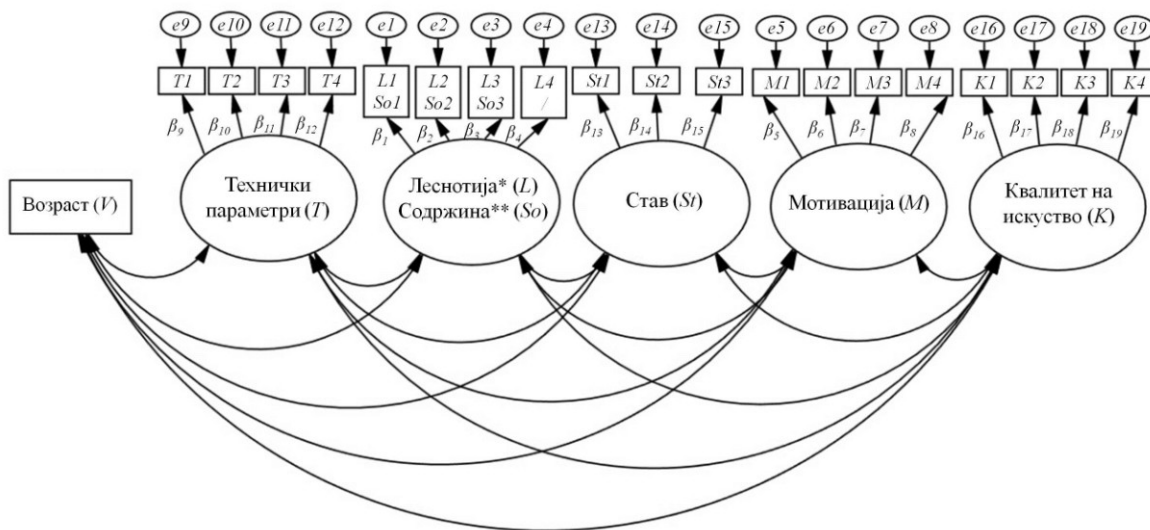 e9 e10 e11 e12 e1 e2 e3 e4 e13 e14 e15 e5 e6 e7 e8 e16 e17 e18 e19
T1 T2 T3 T4 L1 L2 L3 L4 St1 St2 St3 M1 M2 M3 M4 K1 K2 K3 K4
So1 So2 So3 /
β9 β10 β11 β12 β1 β2 β3 β4 β13 β14 β15 β5 β6 β7 β8 β16 β17 β18 β19
Возраст (V)
Технички
параметри (T)
Леснотија* (L)
Содржина** (So)
Став (St)
Мотивација (M)
Квалитет на
искуство (K)